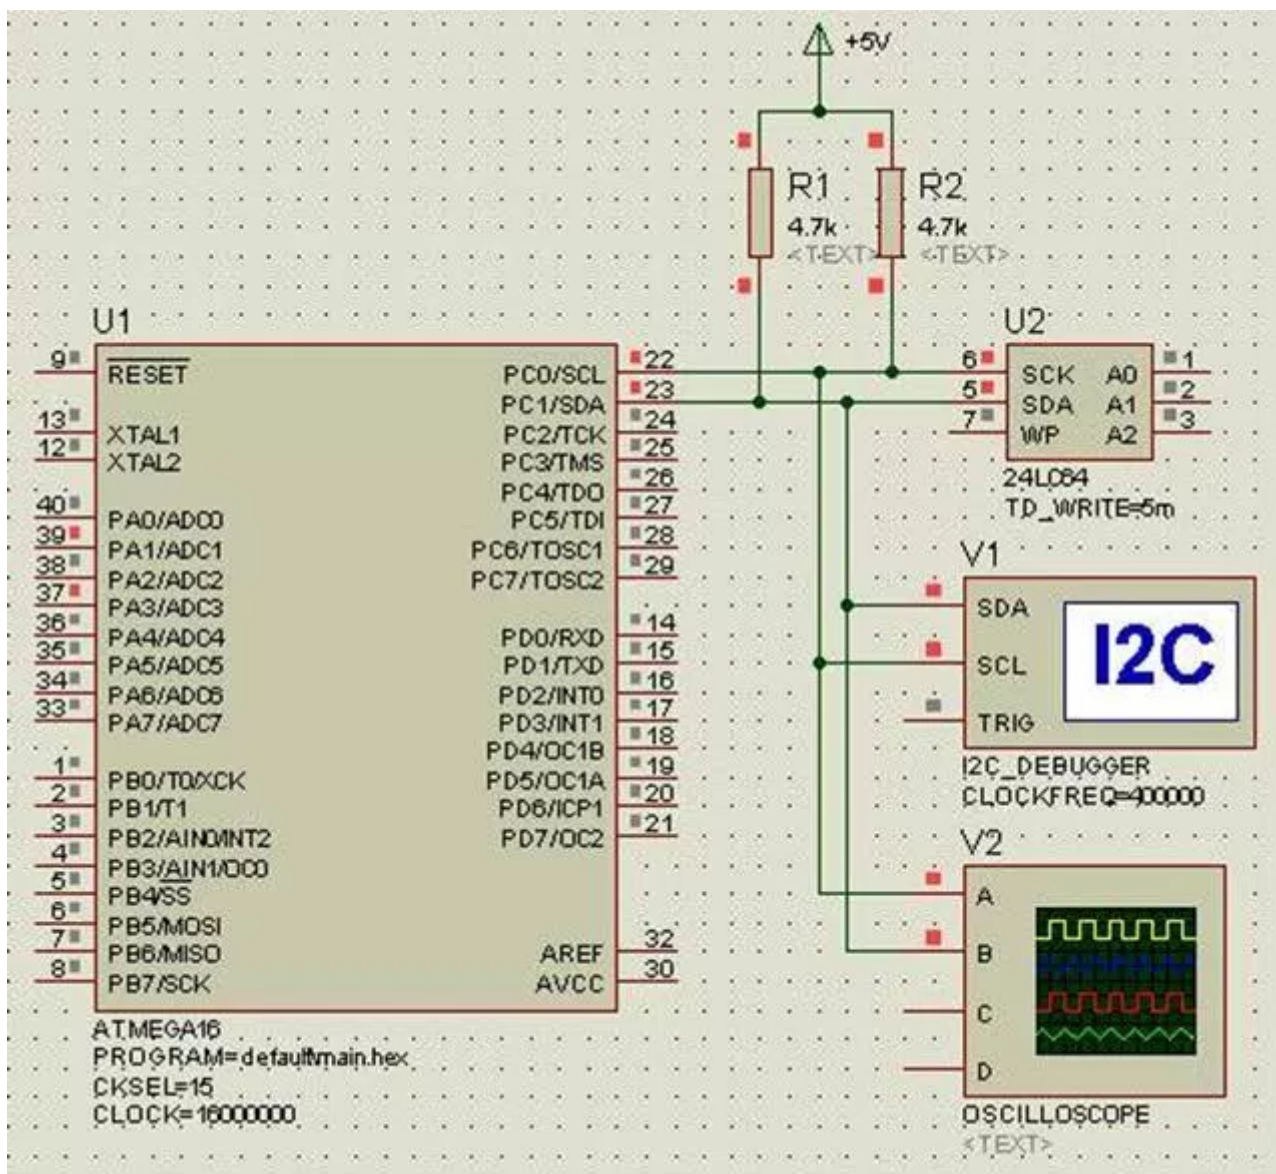 +5V
R1
4.7k
<TEXT>
R2
4.7k
<TEXT>
U1
9 RESET
13 XTAL1
12 XTAL2
40 PA0/ADC0
39 PA1/ADC1
38 PA2/ADC2
37 PA3/ADC3
36 PA4/ADC4
35 PA5/ADC5
34 PA6/ADC6
33 PA7/ADC7
1 PB0/T0/XCK
2 PB1/T1
3 PB2/AIN0/INT2
4 PB3/AIN1/OC0
5 PB4/SS
6 PB5/MOSI
7 PB6/MISO
8 PB7/SCK
PC0/SCL 22
PC1/SDA 23
PC2/TCK 24
PC3/TMS 25
PC4/TDO 26
PC5/TDI 27
PC6/TOSC1 28
PC7/TOSC2 29
PD0/RXD 14
PD1/TXD 15
PD2/INT0 16
PD3/INT1 17
PD4/OC1B 18
PD5/OC1A 19
PD6/ICP1 20
PD7/OC2 21
AREF 32
AVCC 30
ATMEGA16
PROGRAM=default\main.hex
CKSEL=15
CLOCK=16000000
U2
6 SCK A0 1
5 SDA A1 2
7 WP A2 3
24LC64
TD_WRITE=5m
V1
SDA
SCL
TRIG
I2C
I2C_DEBUGGER
CLOCKFREQ=400000
V2
A
B
C
D
OSCILLOSCOPE
<TEXT>